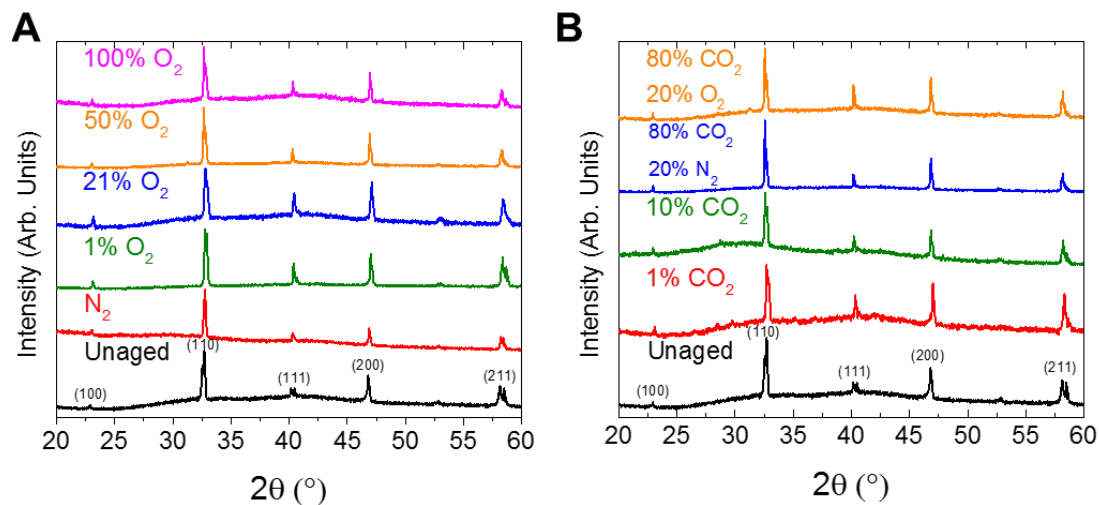 A
100% O2
50% O2
21% O2
1% O2
N2
Unaged
(100)
(110)
(111)
(200)
(211)
20 25 30 35 40 45 50 55 60
2θ (°)
Intensity (Arb. Units)
B
80% CO2
20% O2
80% CO2
20% N2
10% CO2
1% CO2
Unaged
(100)
(110)
(111)
(200)
(211)
20 25 30 35 40 45 50 55 60
2θ (°)
Intensity (Arb. Units)